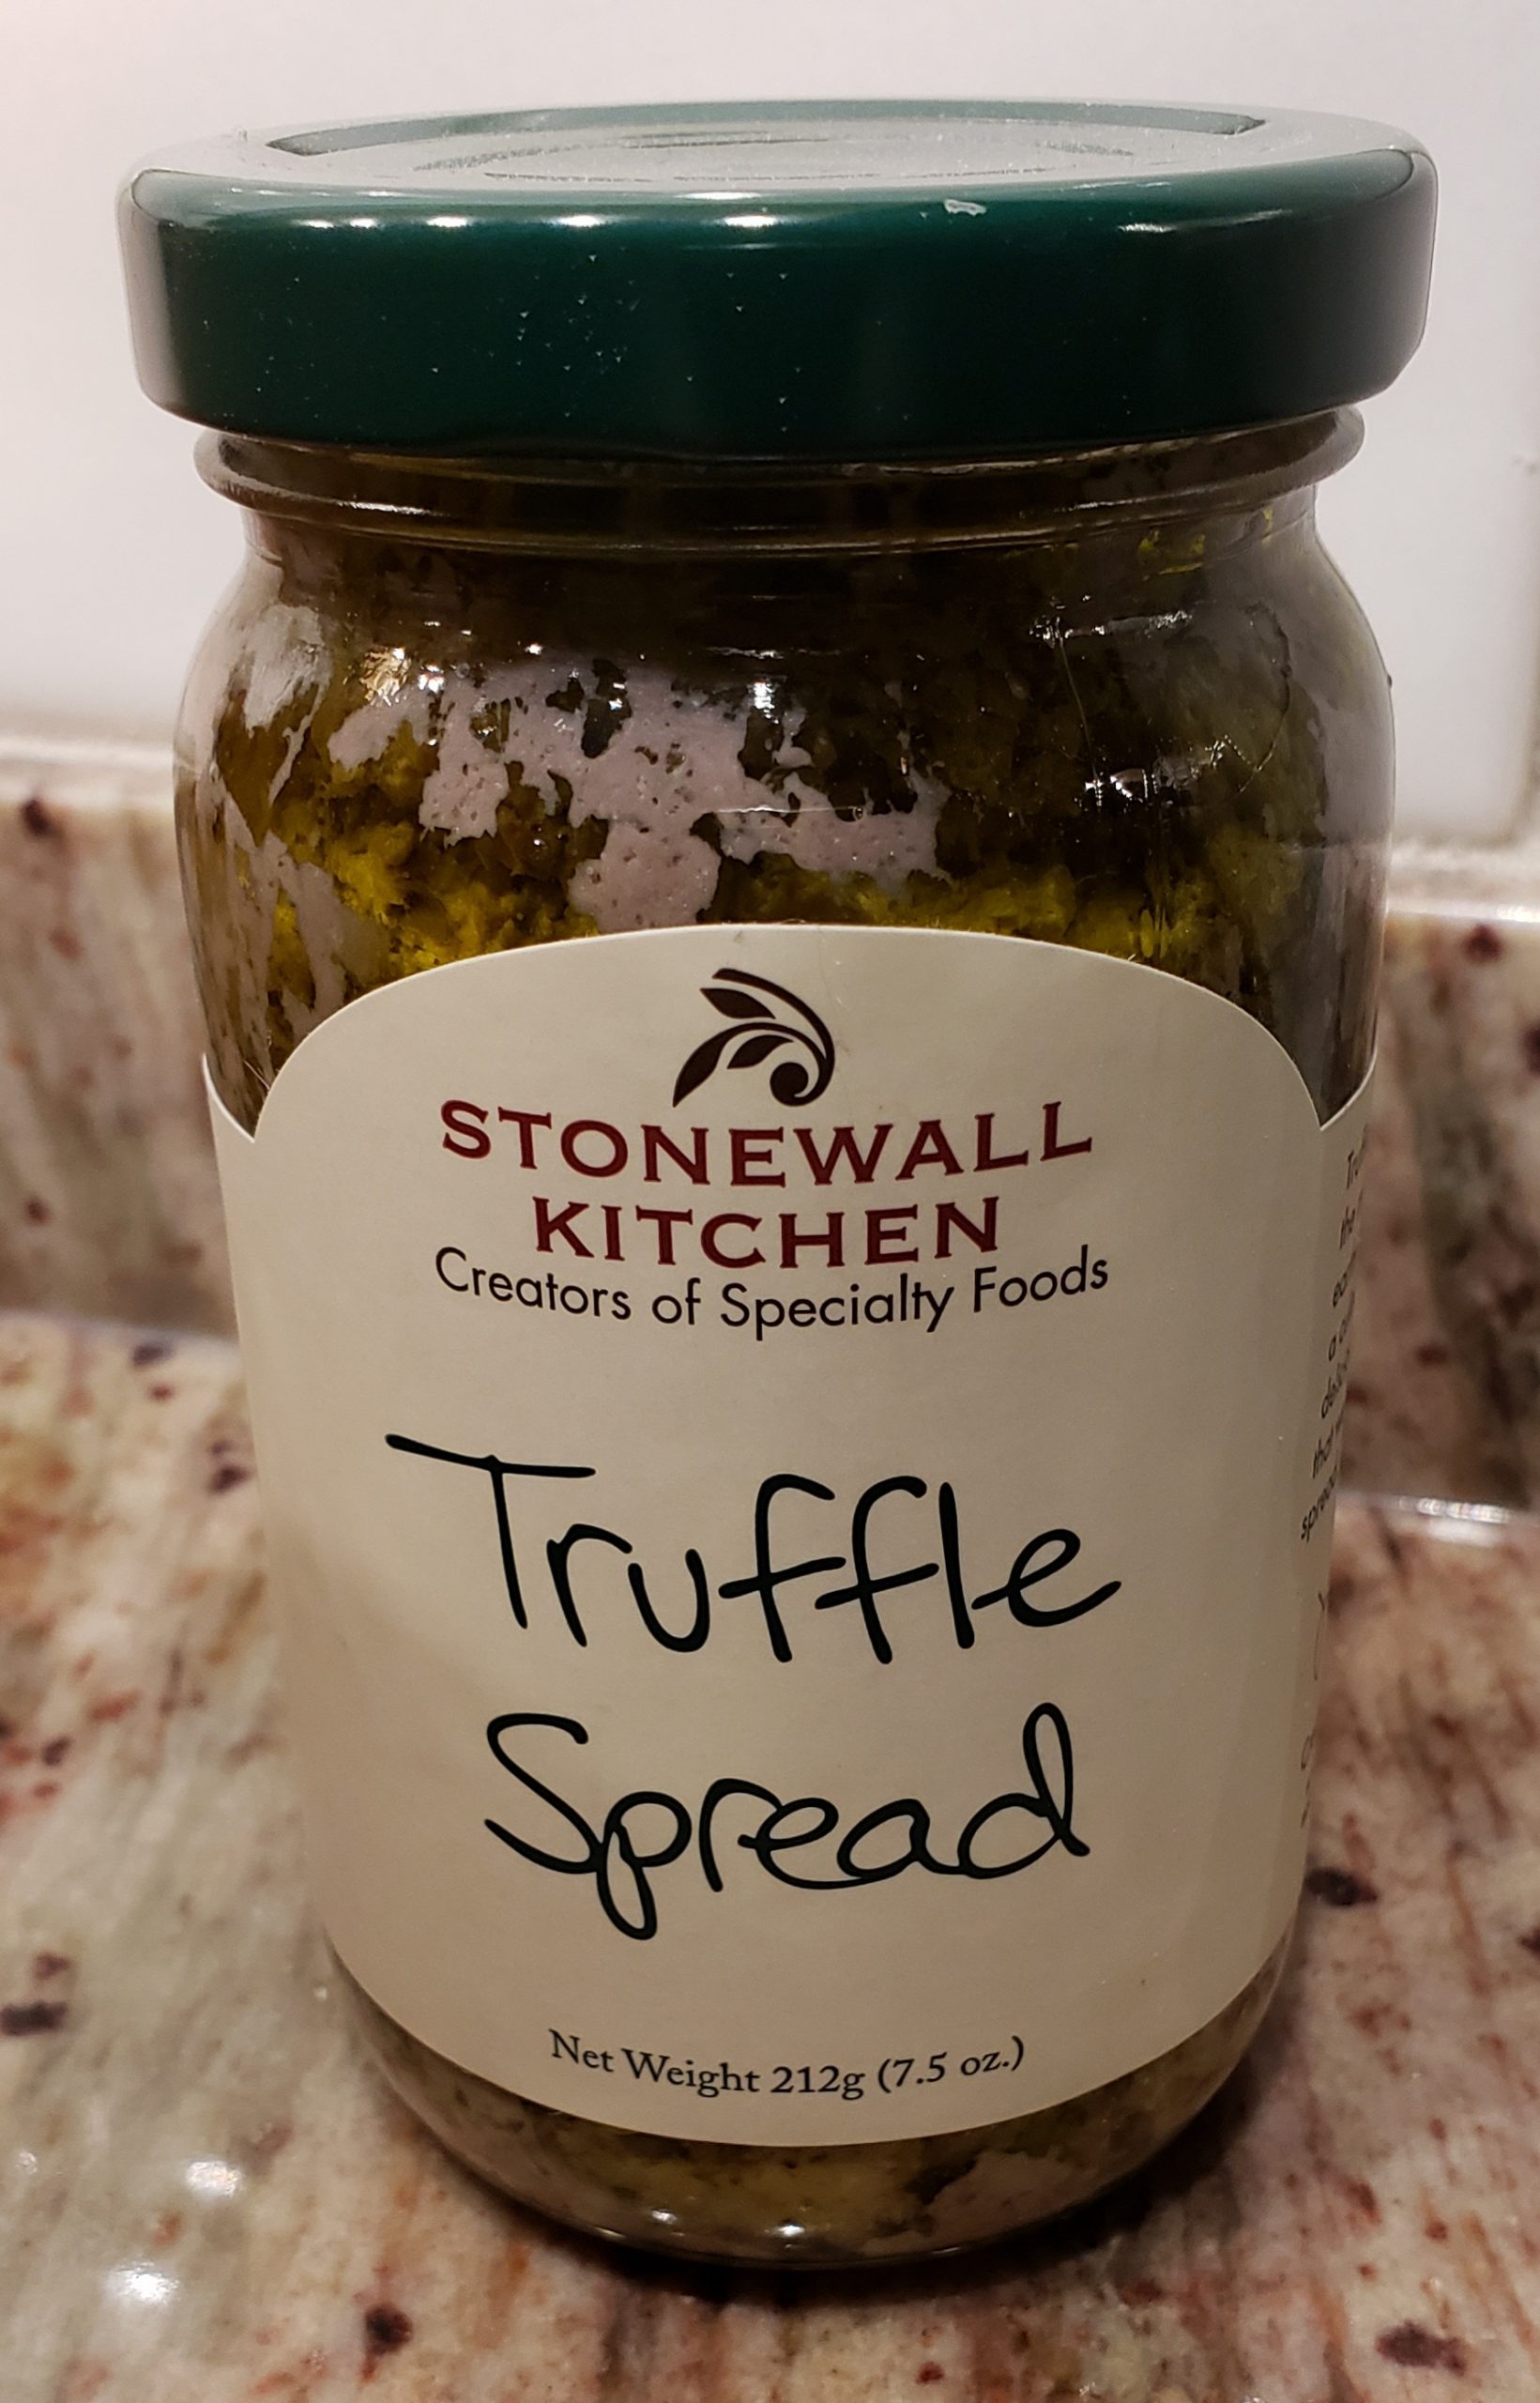 STONEWALL
KITCHEN
Creators of Specialty Foods
Truffle
Spread
Net Weight 212g (7.5 oz.)